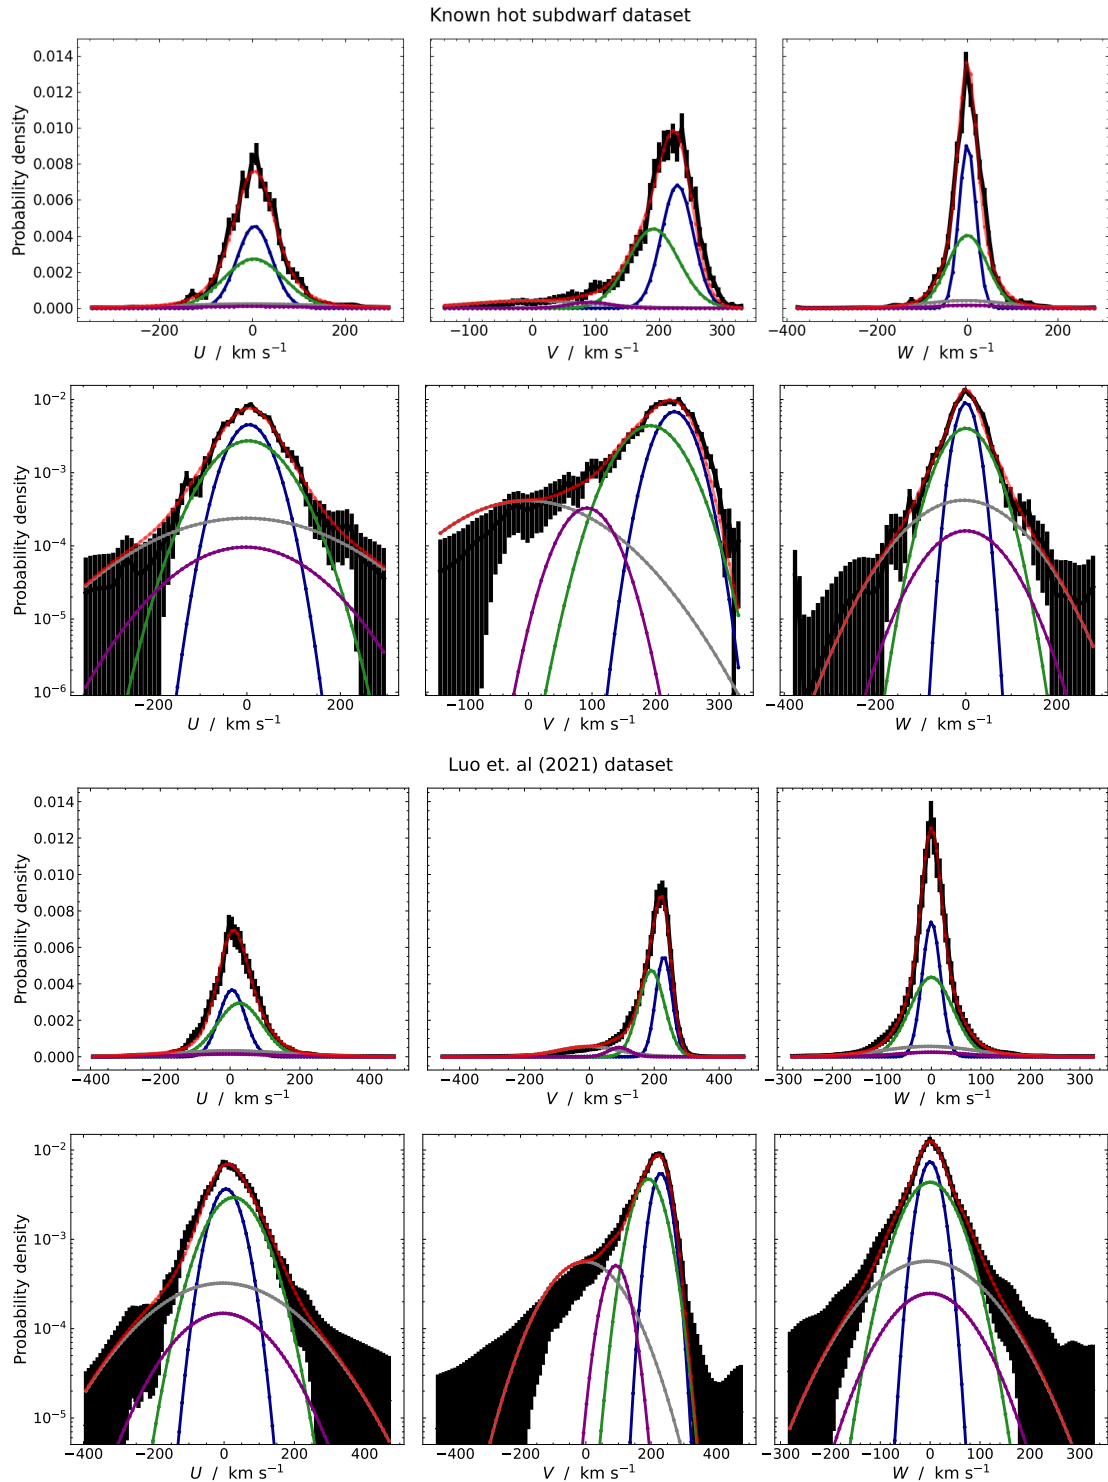 Known hot subdwarf dataset
0.014
0.012
0.010
0.008
0.006
0.004
0.002
0.000
Probability density
−200 0 200
U / km s⁻¹
0 100 200 300
V / km s⁻¹
−400 −200 0 200
W / km s⁻¹
10⁻²
10⁻³
10⁻⁴
10⁻⁵
10⁻⁶
Probability density
−200 0 200
U / km s⁻¹
−100 0 100 200 300
V / km s⁻¹
−400 −200 0 200
W / km s⁻¹
Luo et. al (2021) dataset
0.014
0.012
0.010
0.008
0.006
0.004
0.002
0.000
Probability density
−400 −200 0 200 400
U / km s⁻¹
−400 −200 0 200 400
V / km s⁻¹
−300 −200 −100 0 100 200 300
W / km s⁻¹
10⁻²
10⁻³
10⁻⁴
10⁻⁵
Probability density
−400 −200 0 200 400
U / km s⁻¹
−400 −200 0 200 400
V / km s⁻¹
−300 −200 −100 0 100 200 300
W / km s⁻¹